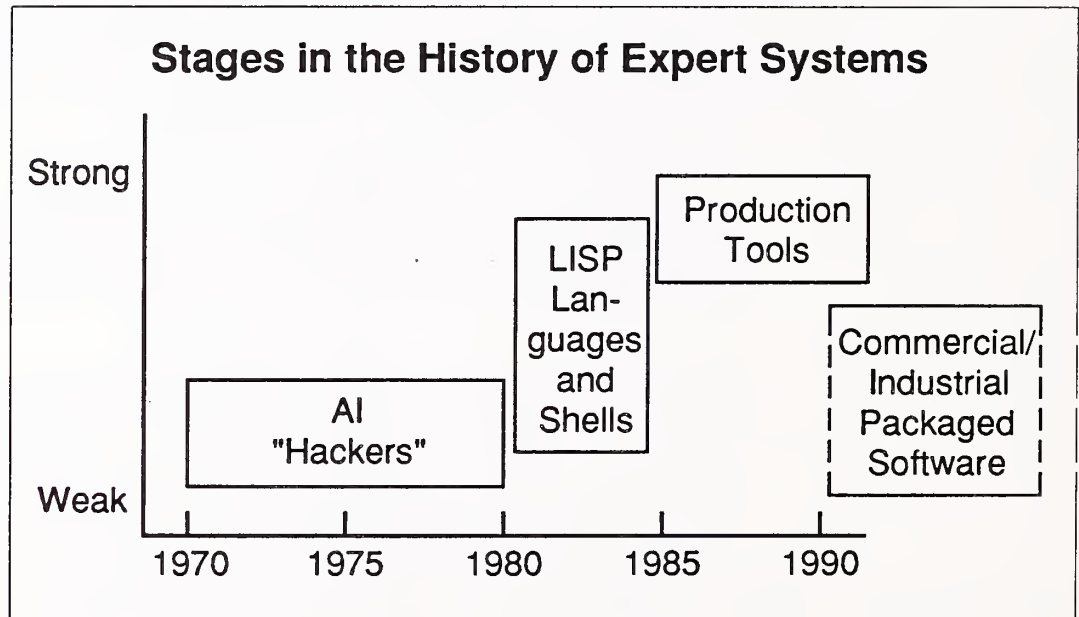 Stages in the History of Expert Systems
Strong
Weak
AI
"Hackers"
LISP
Lan-
guages
and
Shells
Production
Tools
Commercial/
Industrial
Packaged
Software
1970
1975
1980
1985
1990